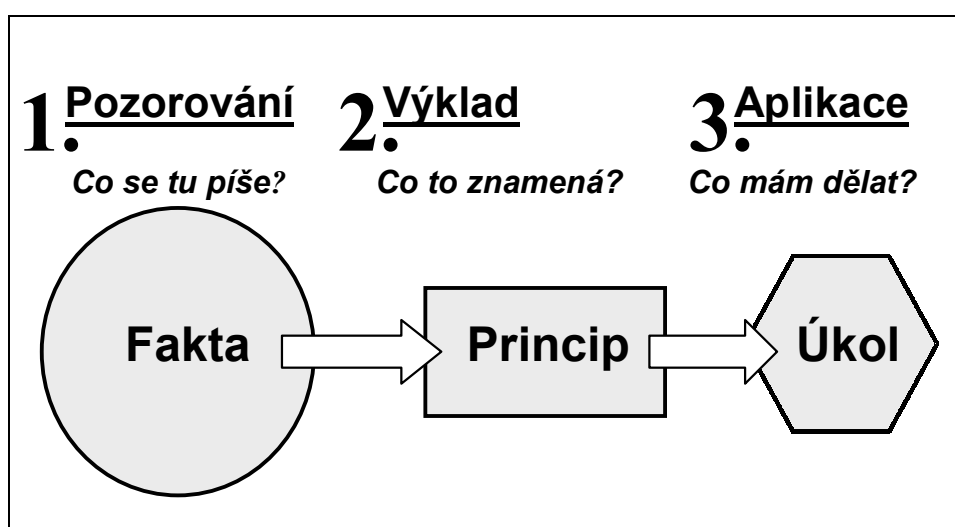 1. Pozorování
Co se tu píše?
2. Výklad
Co to znamená?
3. Aplikace
Co mám dělat?
Fakta
Princip
Úkol